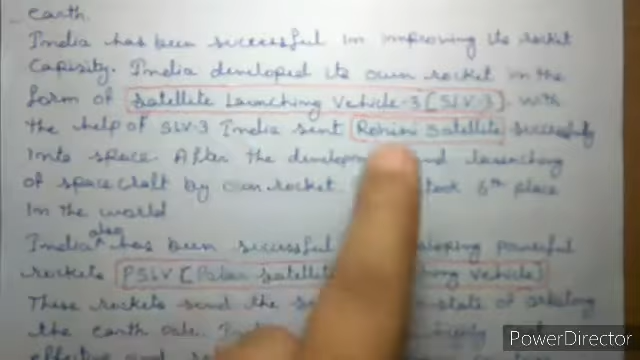 earth.
India has been successful in improving its rocket
Capisity. India developed its own rocket in the
form of Satellite Launching Vehicle-3 [SLV-3]. with
the help of SLV-3 India sent Rohini Satellite successfully
into space. After the launching
of spacecraft by own rocket. took 6th place
in the world
India also has been successful powerful
rockets PSLV [Polar Satellite Vehicle]
These rockets send the state of orbiting
the earth
effective and
PowerDirector